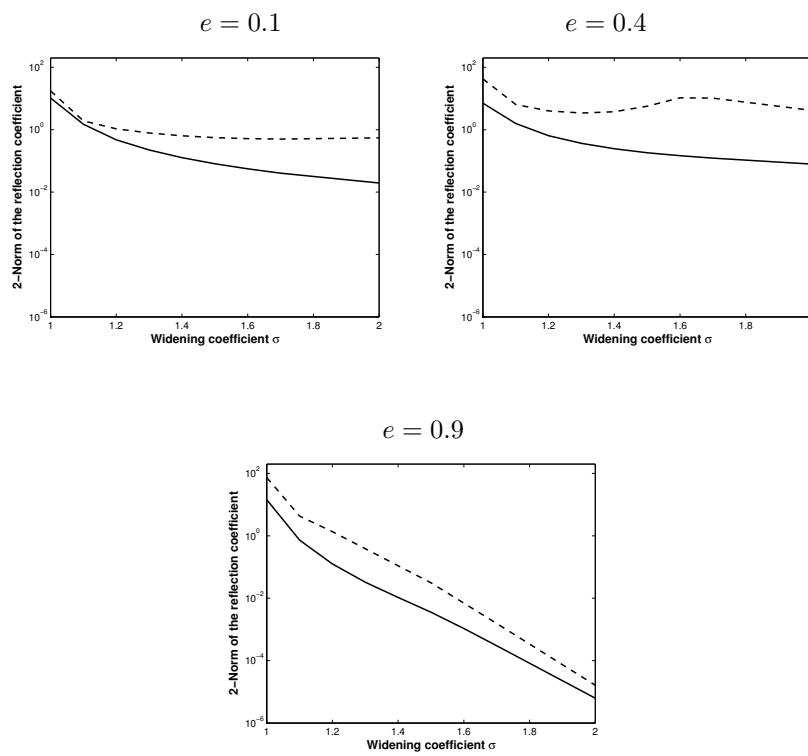 e = 0.1
2−Norm of the reflection coefficient
10^2
10^0
10^−2
10^−4
10^−6
1 1.2 1.4 1.6 1.8 2
Widening coefficient σ
e = 0.4
2−Norm of the reflection coefficient
10^2
10^0
10^−2
10^−4
10^−6
1 1.2 1.4 1.6 1.8
Widening coefficient σ
e = 0.9
2−Norm of the reflection coefficient
10^2
10^0
10^−2
10^−4
10^−6
1 1.2 1.4 1.6 1.8 2
Widening coefficient σ